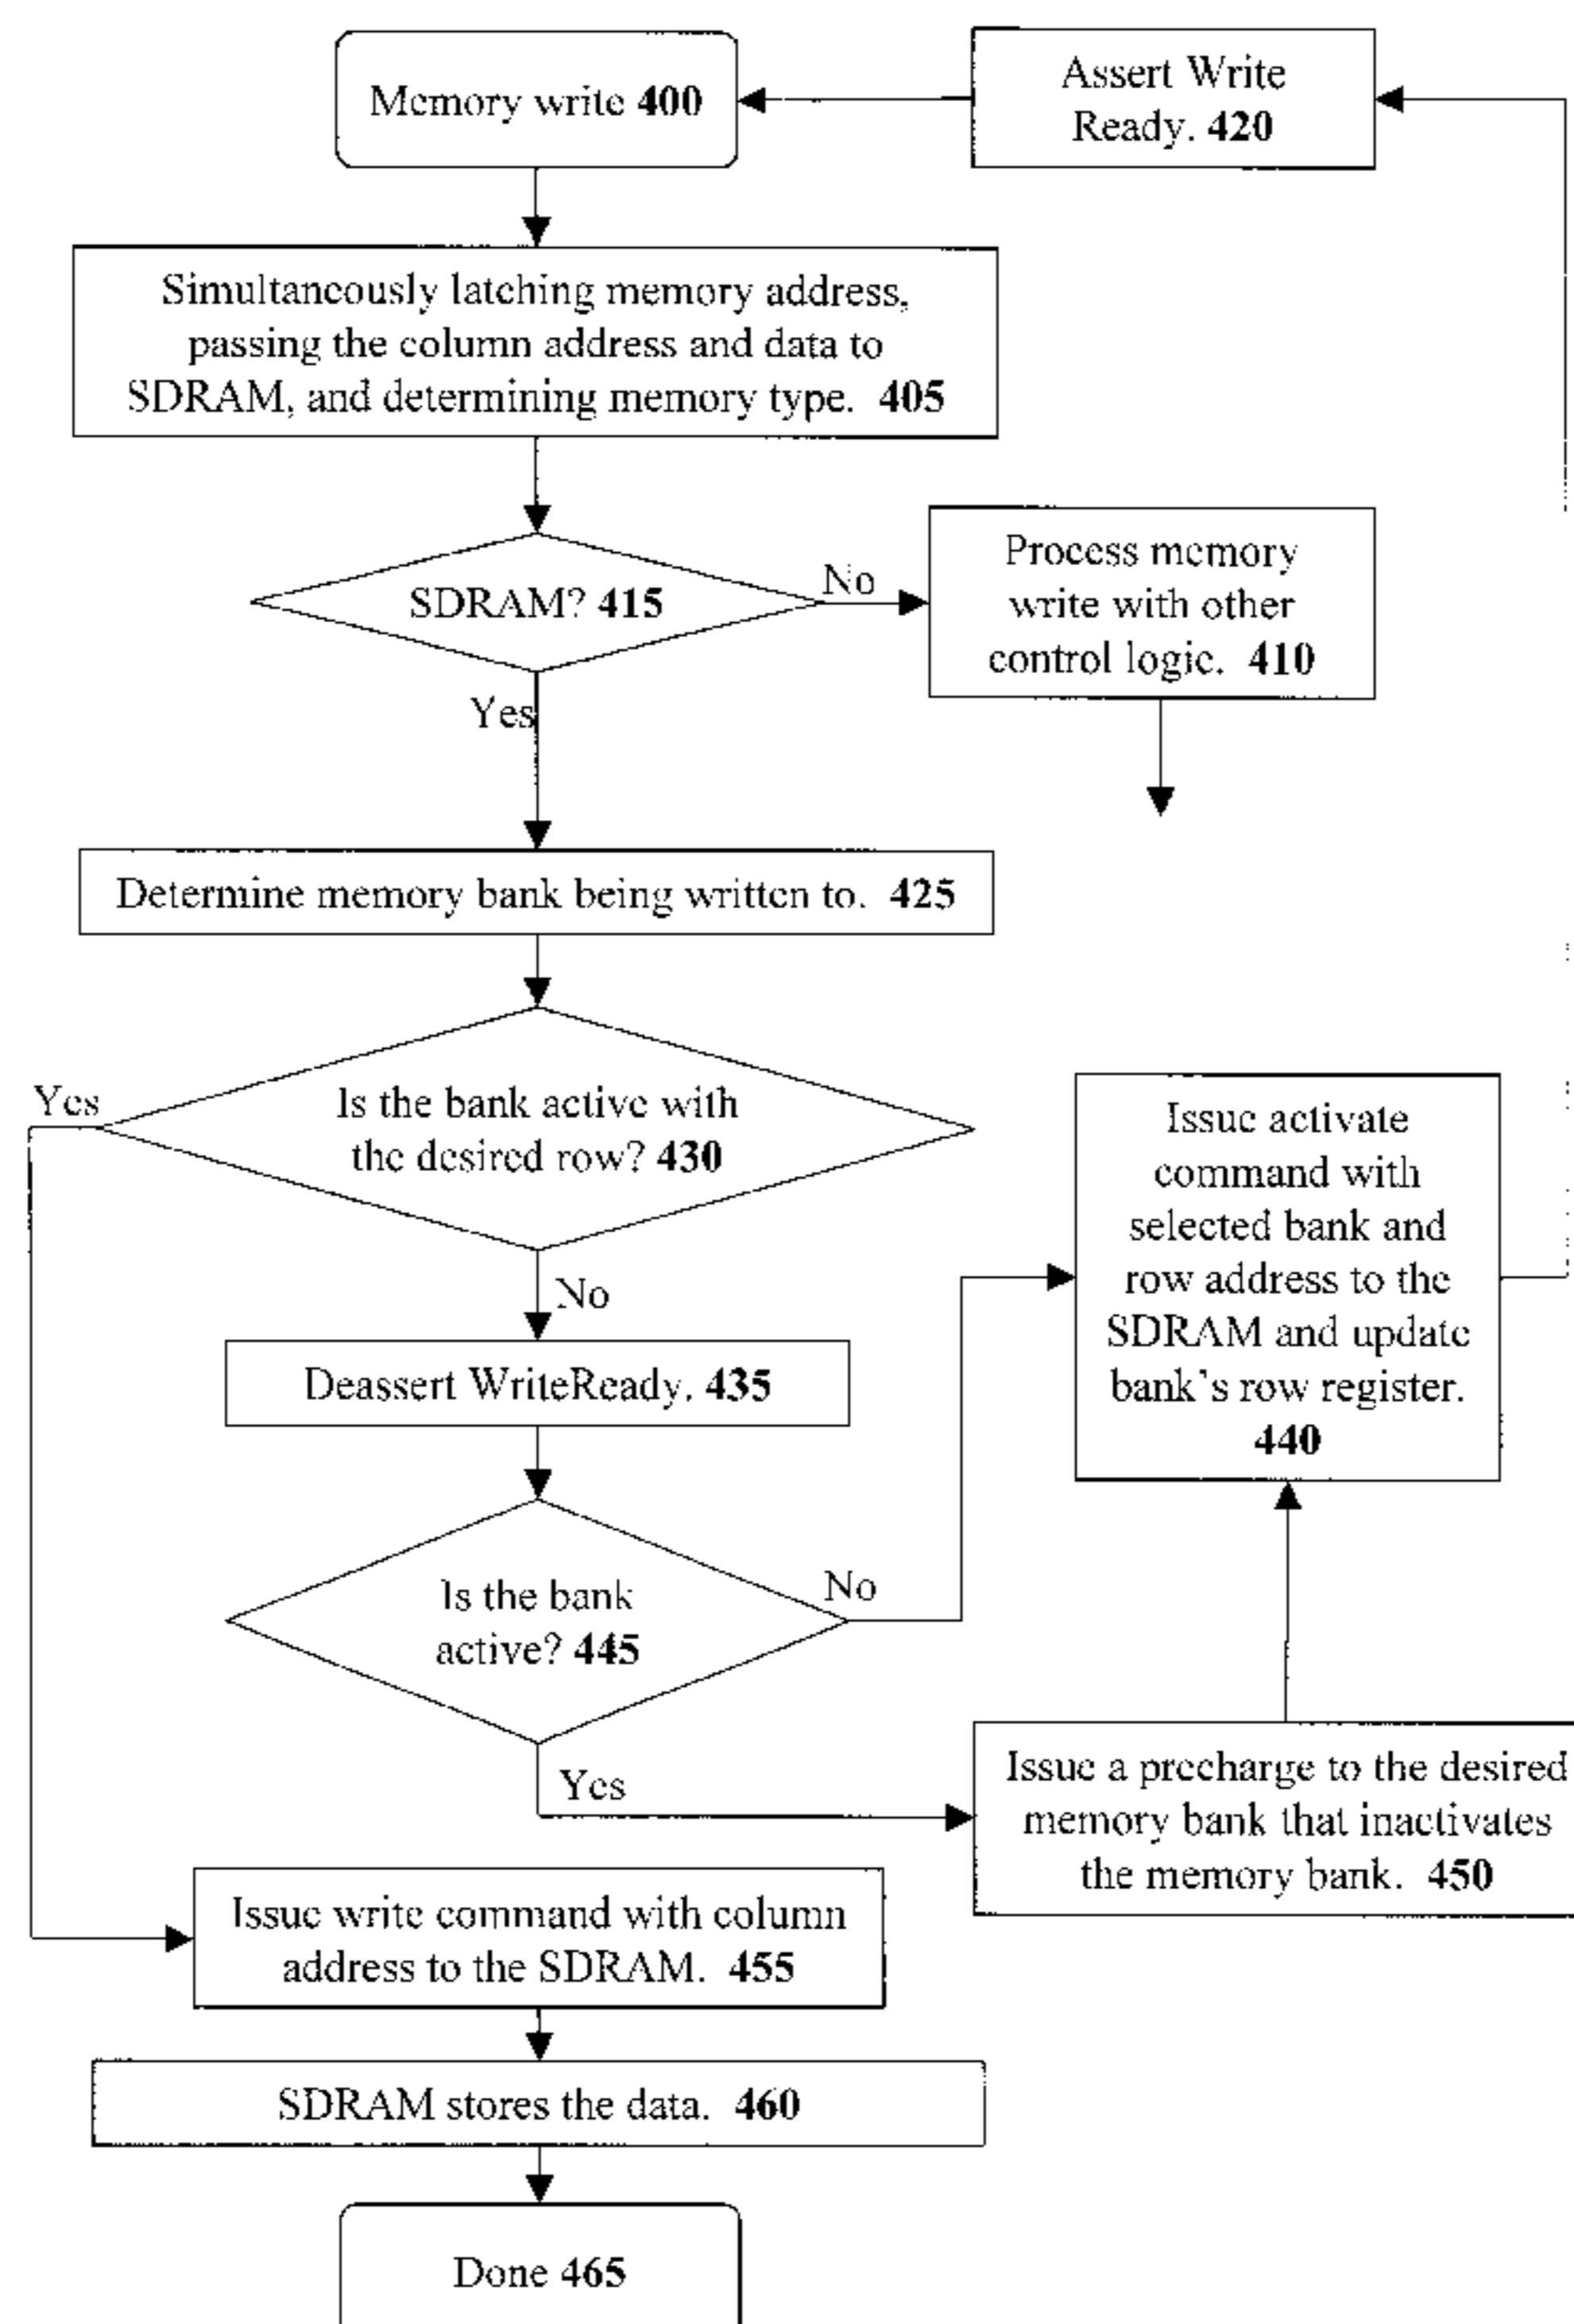 Memory write 400
Assert Write
Ready. 420
Simultaneously latching memory address,
passing the column address and data to
SDRAM, and determining memory type. 405
SDRAM? 415
No
Process memory
write with other
control logic. 410
Yes
Determine memory bank being written to. 425
Yes
Is the bank active with
the desired row? 430
No
Issue activate
command with
selected bank and
row address to the
SDRAM and update
bank's row register.
440
Deassert WriteReady. 435
Is the bank
active? 445
No
Yes
Issue a precharge to the desired
memory bank that inactivates
the memory bank. 450
Issue write command with column
address to the SDRAM. 455
SDRAM stores the data. 460
Done 465